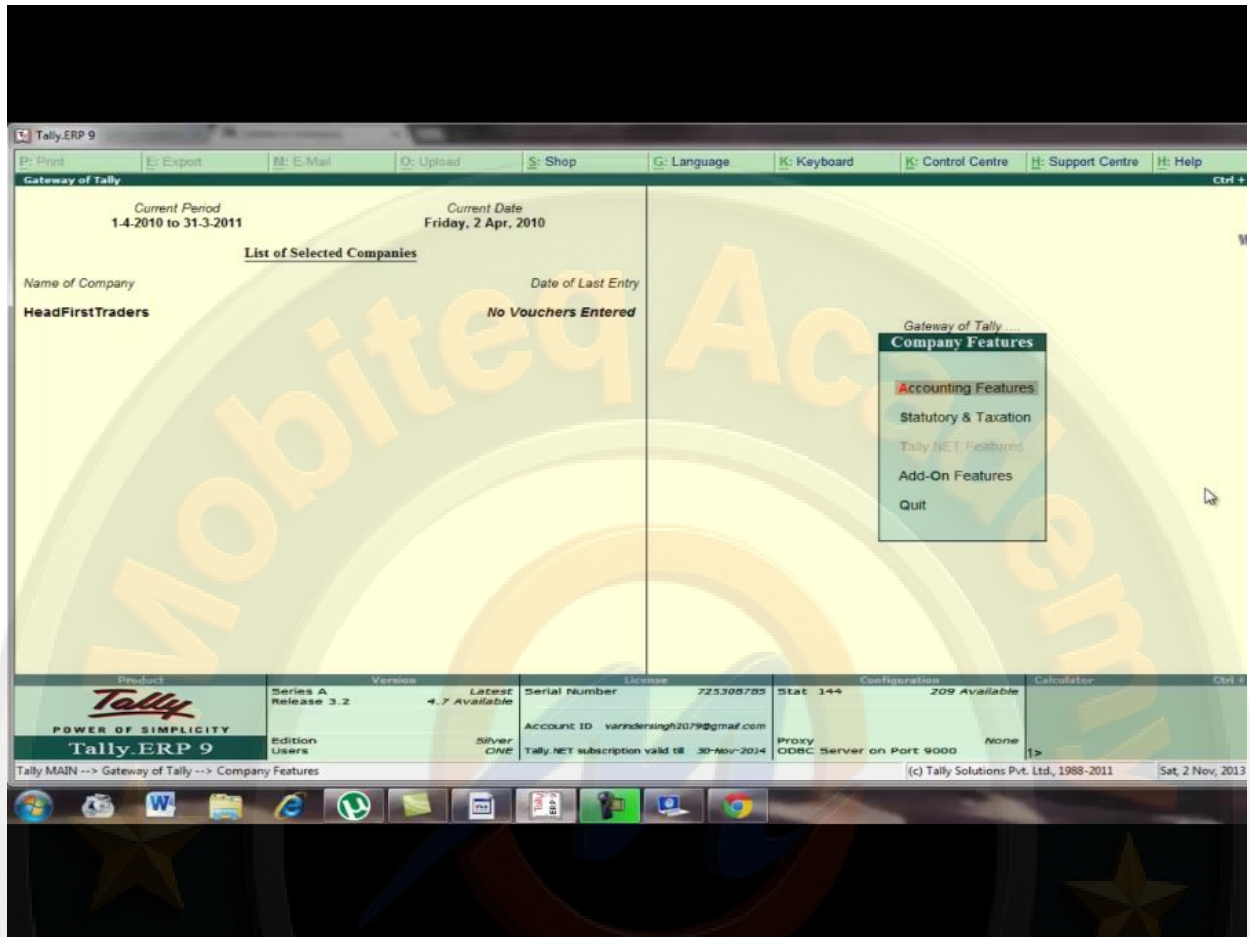 Tally.ERP 9
P: Print E: Export M: E-Mail O: Upload S: Shop G: Language K: Keyboard K: Control Centre H: Support Centre H: Help
Gateway of Tally Ctrl +
Current Period Current Date
1-4-2010 to 31-3-2011 Friday, 2 Apr, 2010
List of Selected Companies
Name of Company Date of Last Entry
HeadFirstTraders No Vouchers Entered
Gateway of Tally ....
Company Features
Accounting Features
Statutory & Taxation
Tally.NET Features
Add-On Features
Quit
Mobiteq Academy
Product Version License Configuration Calculator Ctrl +
Tally
POWER OF SIMPLICITY
Tally.ERP 9
Series A Latest
Release 3.2 4.7 Available
Edition Silver
Users ONE
Serial Number 725308785
Account ID varindersingh2079@gmail.com
Tally.NET subscription valid till 30-Nov-2014
Stat 144 209 Available
Proxy None
ODBC Server on Port 9000
1>
Tally MAIN --> Gateway of Tally --> Company Features (c) Tally Solutions Pvt. Ltd., 1988-2011 Sat, 2 Nov, 2013